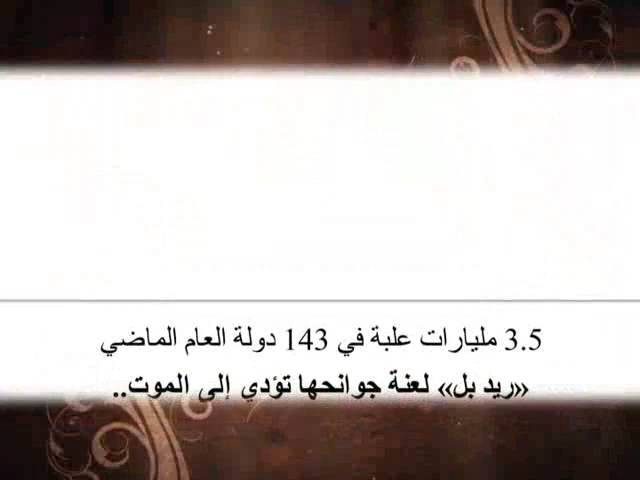 3.5 مليارات علبة في 143 دولة العام الماضي
«ريد بل» لعنة جوانحها تؤدي إلى الموت..